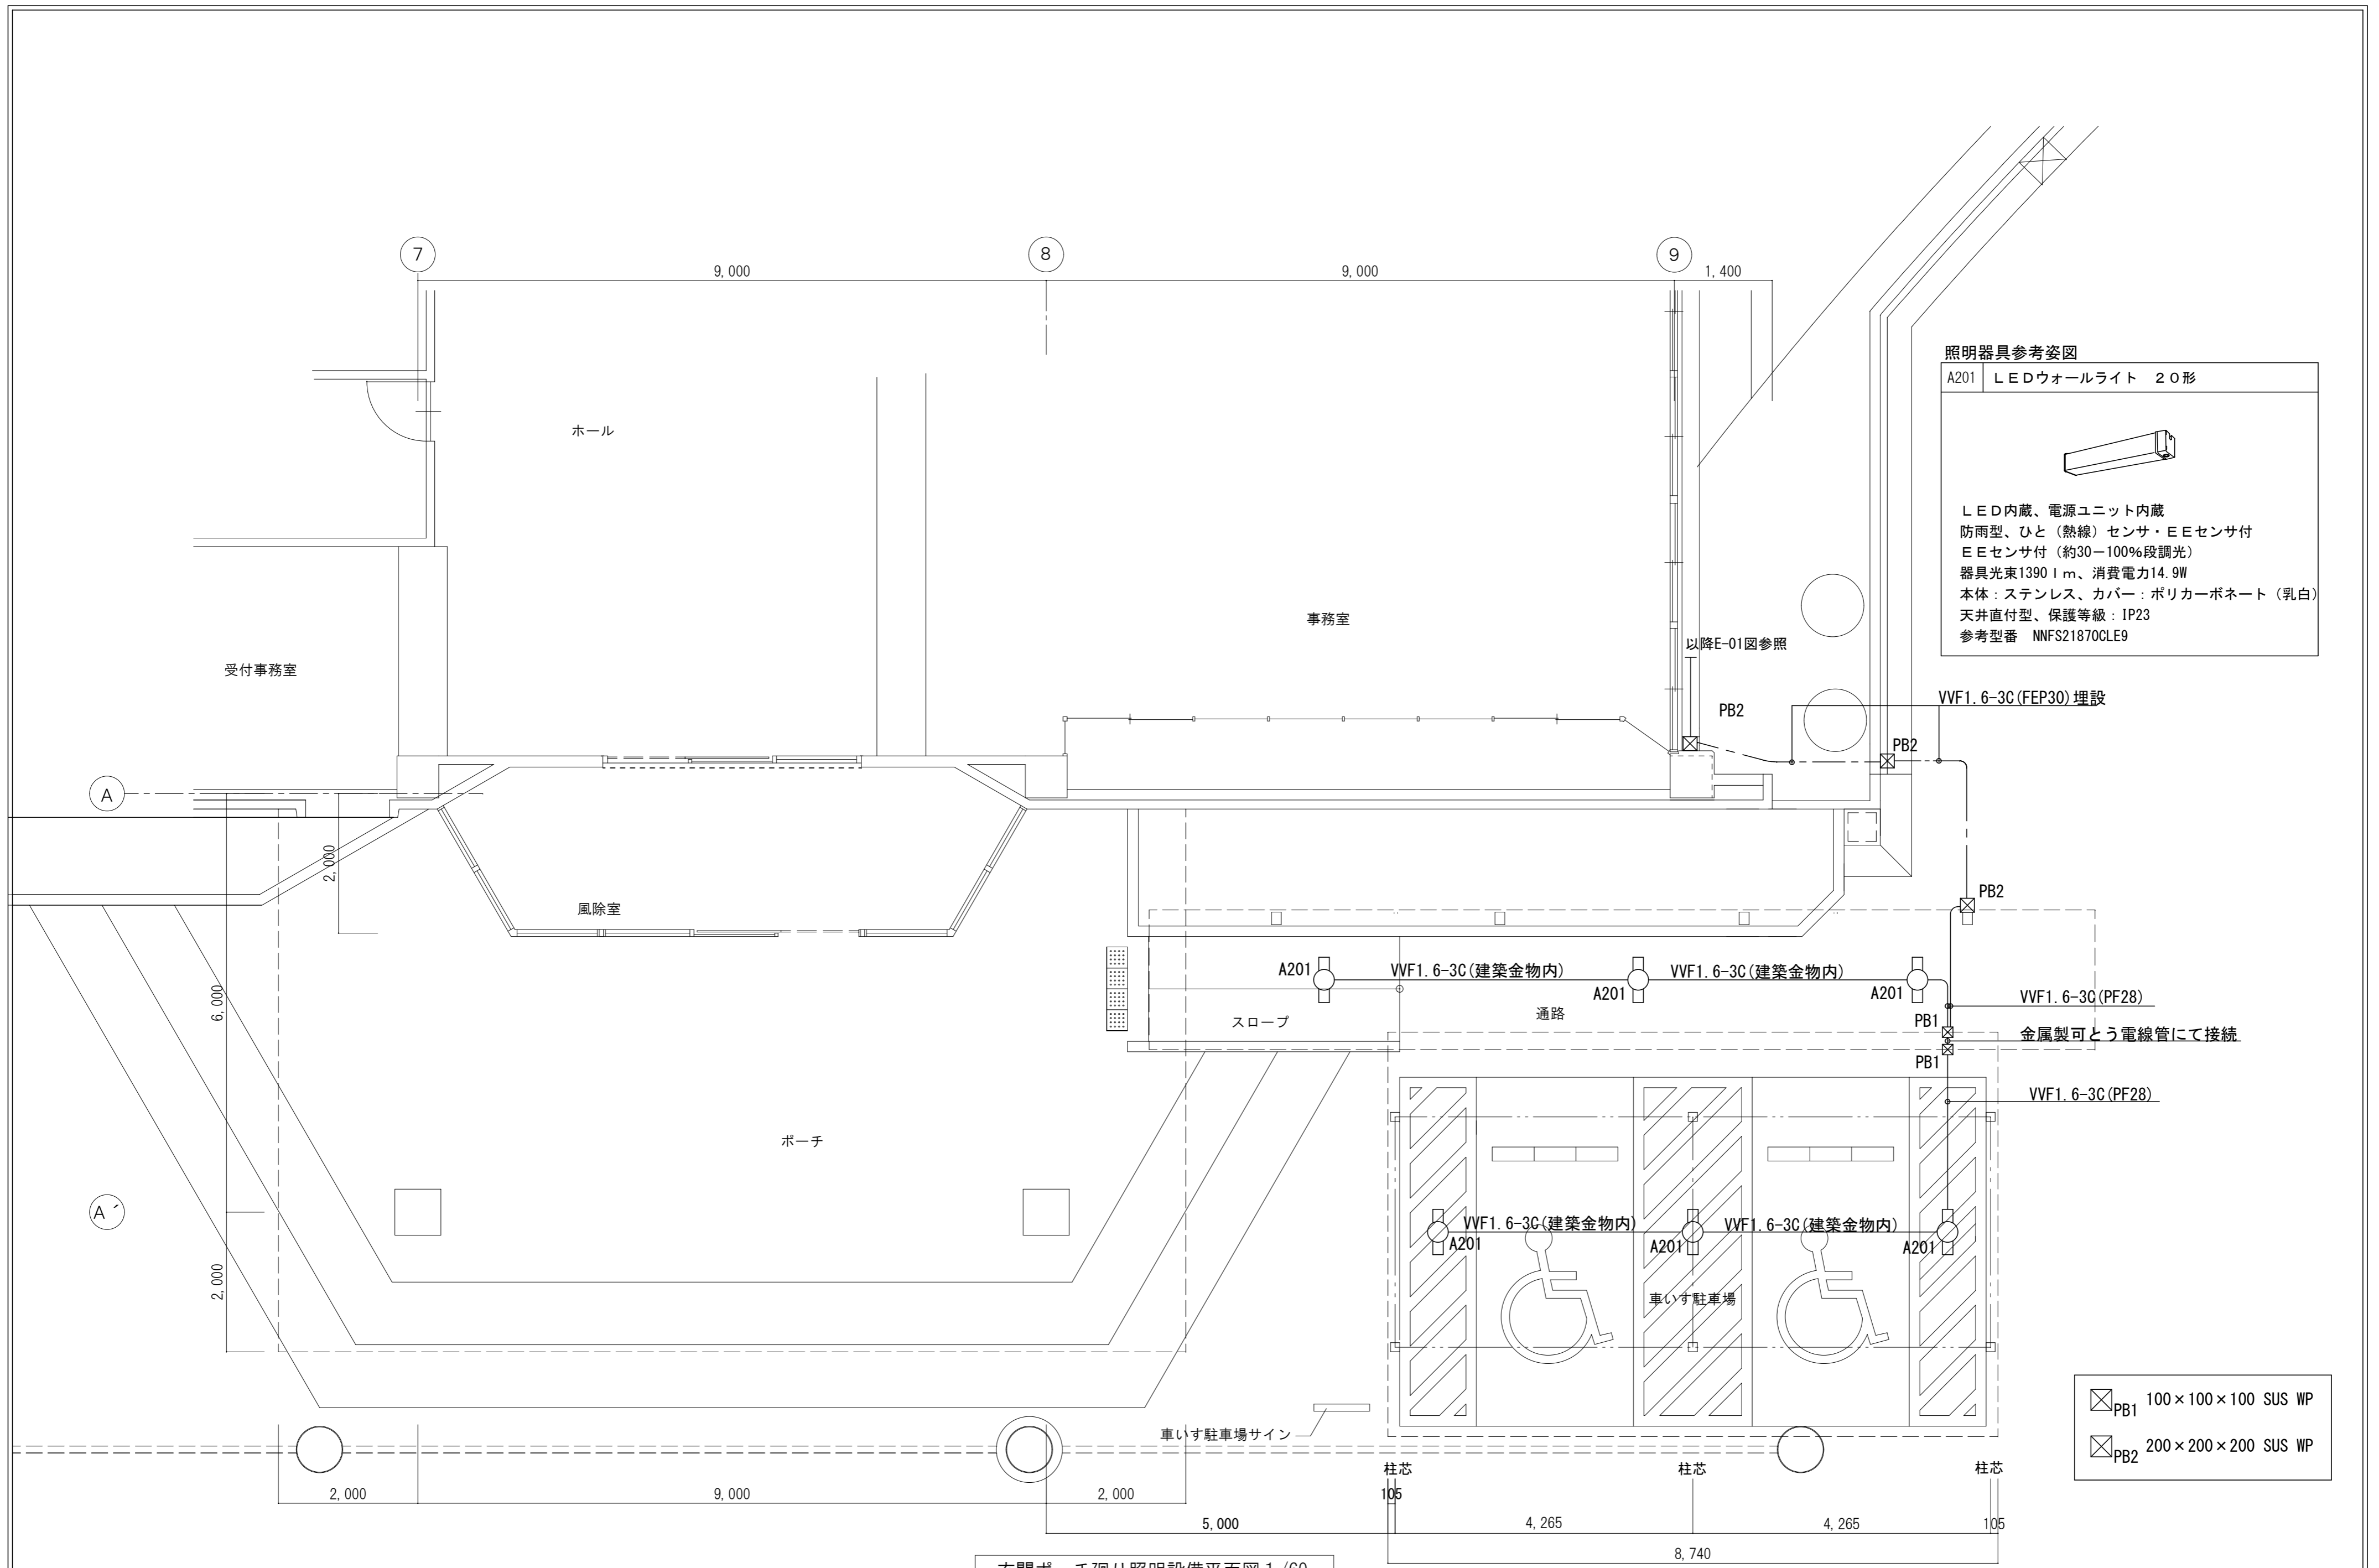 7
8
9
9,000
9,000
1,400
照明器具参考姿図
A201 LEDウォールライト 20形
LED内蔵、電源ユニット内蔵
防雨型、ひと（熱線）センサ・EEセンサ付
EEセンサ付（約30－100%段調光）
器具光束1390lm、消費電力14.9W
本体：ステンレス、カバー：ポリカーボネート（乳白）
天井直付型、保護等級：IP23
参考型番 NNFS21870CLE9
ホール
事務室
受付事務室
以降E-01図参照
PB2
VVF1.6-3C(FEP30)埋設
PB2
A
2,000
風除室
PB2
A201
VVF1.6-3C(建築金物内)
A201
VVF1.6-3C(建築金物内)
A201
6,000
スロープ
通路
VVF1.6-3C(PF28)
PB1
金属製可とう電線管にて接続
PB1
VVF1.6-3C(PF28)
ポーチ
A´
VVF1.6-3C(建築金物内)
VVF1.6-3C(建築金物内)
A201
A201
A201
2,000
車いす駐車場
車いす駐車場サイン
PB1 100×100×100 SUS WP
PB2 200×200×200 SUS WP
柱芯
柱芯
柱芯
2,000
9,000
2,000
105
5,000
4,265
4,265
105
8,740